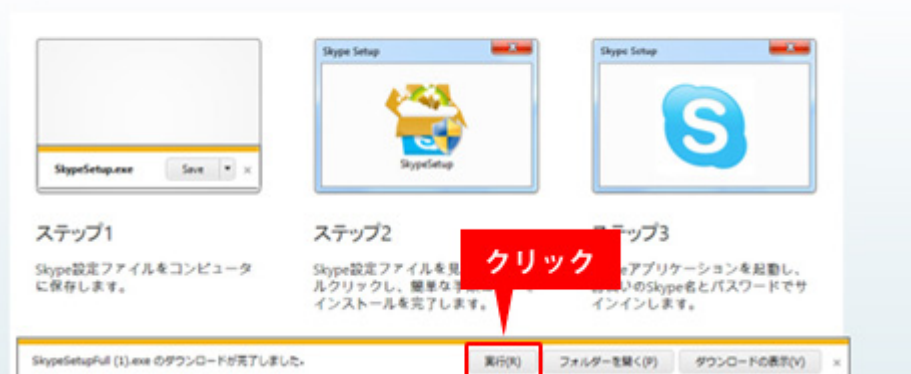 Skype Setup
Skype Setup
SkypeSetup.exe
Save
SkypeSetup
S
ステップ1
ステップ2
ップ3
Skype設定ファイルをコンピュータ
に保存します。
Skype設定ファイルを見
ルクリックし、簡単な手
インストールを完了します。
eアプリケーションを起動し、
いのSkype名とパスワードでサ
インインします。
クリック
SkypeSetupFull (1).exe のダウンロードが完了しました。
実行(R)
フォルダーを開く(P)
ダウンロードの表示(V)